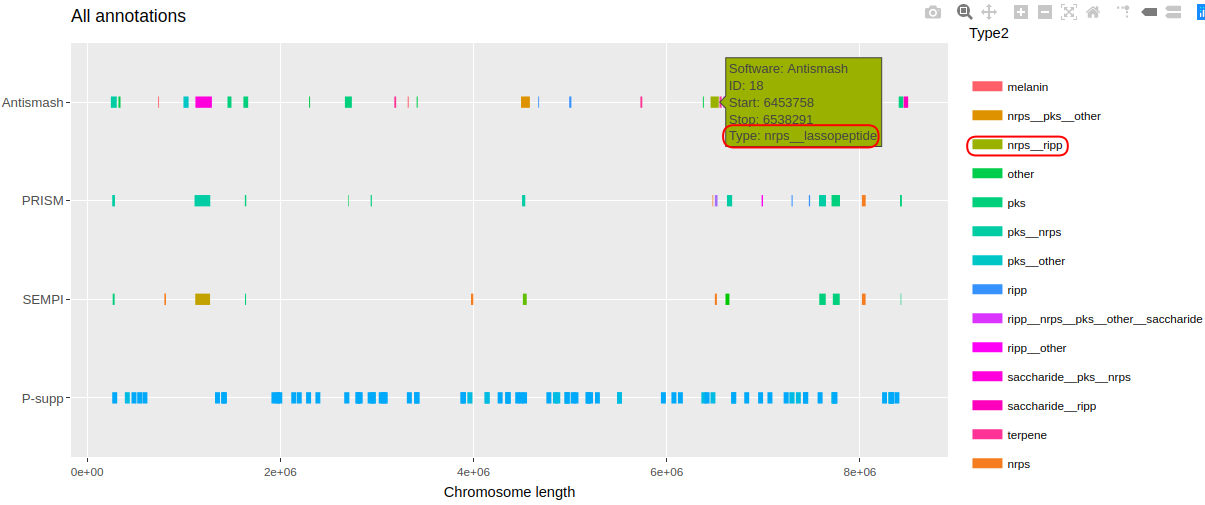 All annotations
Type2
Software: Antismash
ID: 18
Start: 6453758
Stop: 6538291
Type: nrps__lassopeptide
Antismash
PRISM
SEMPI
P-supp
0e+00
2e+06
4e+06
6e+06
8e+06
Chromosome length
melanin
nrps__pks__other
nrps__ripp
other
pks
pks__nrps
pks__other
ripp
ripp__nrps__pks__other__saccharide
ripp__other
saccharide__pks__nrps
saccharide__ripp
terpene
nrps